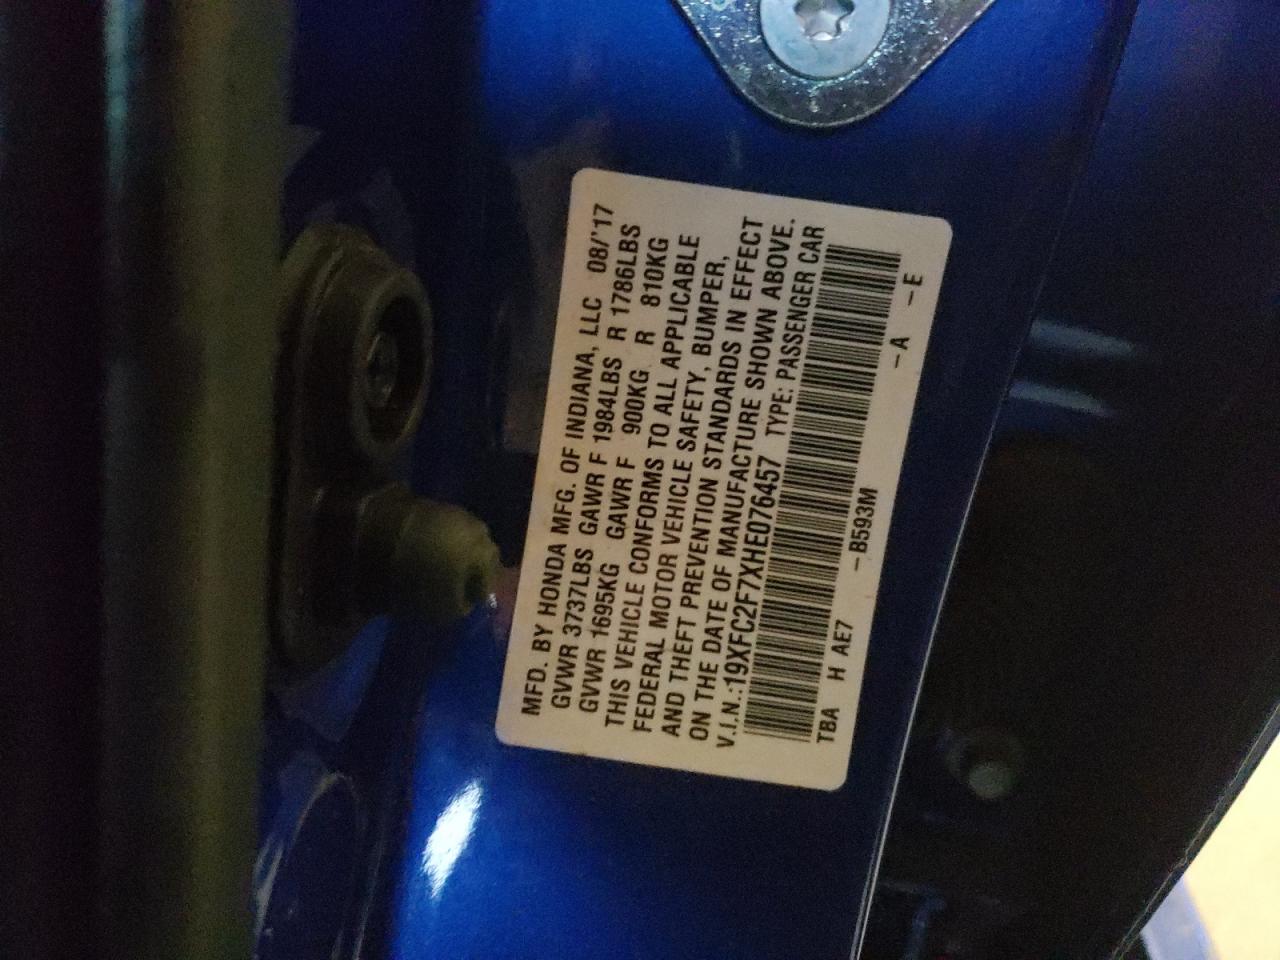 MFD. BY HONDA MFG. OF INDIANA, LLC 08/'17
GVWR 3737LBS GAWR F 1984LBS R 1786LBS
GVWR 1695KG GAWR F 900KG R 810KG
THIS VEHICLE CONFORMS TO ALL APPLICABLE
FEDERAL MOTOR VEHICLE SAFETY, BUMPER,
AND THEFT PREVENTION STANDARDS IN EFFECT
ON THE DATE OF MANUFACTURE SHOWN ABOVE.
V.I.N.:19XFC2F7XHE076457 TYPE: PASSENGER CAR
TBA H AE7 -B593M -A -E